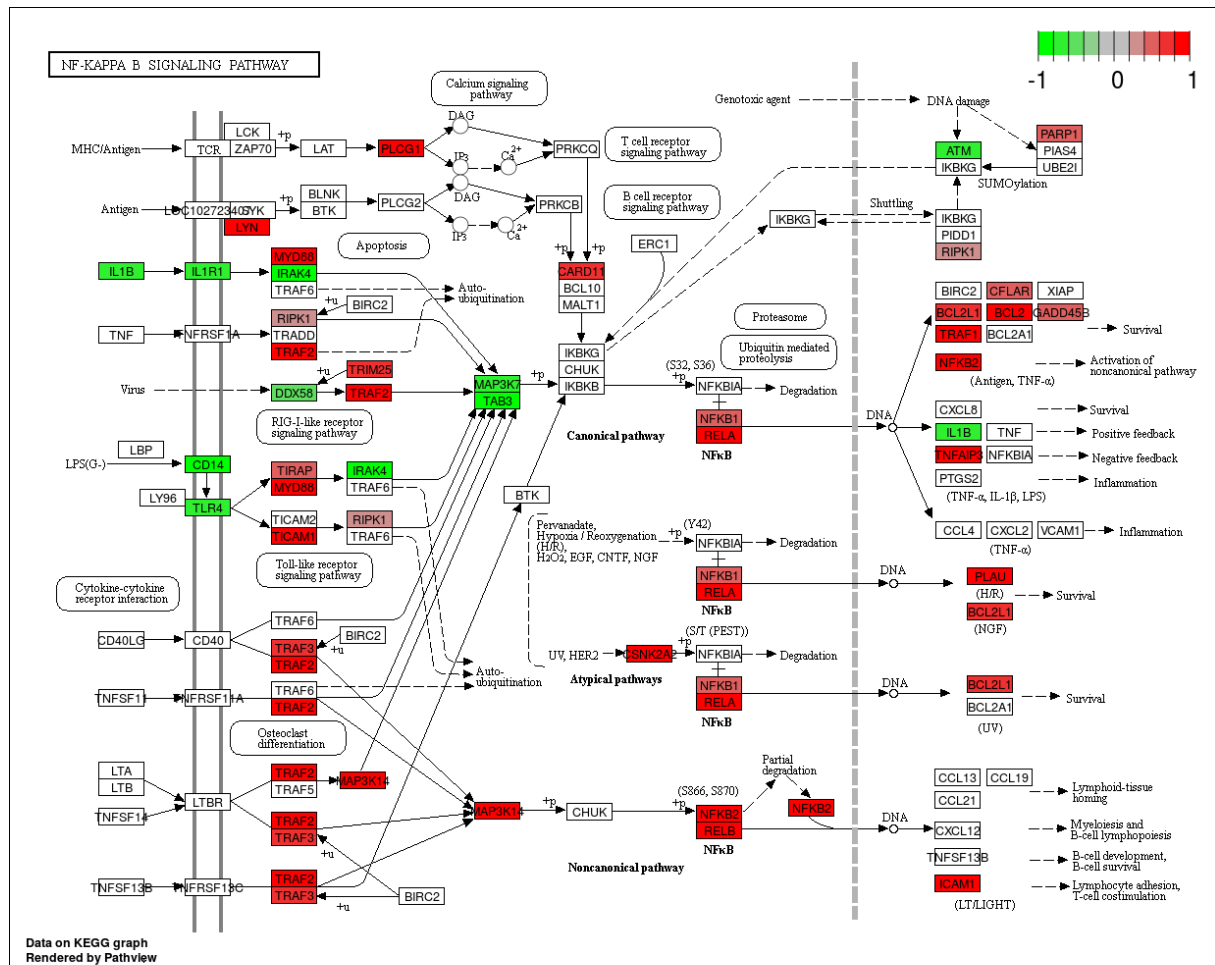 NF-KAPPA B SIGNALING PATHWAY
-1 0 1
Calcium signaling
pathway
Genotoxic agent
DNA damage
MHC/Antigen
TCR
LCK
ZAP70
+p
LAT
PLCG1
DAG
IP3
Ca2+
PRKCQ
T cell receptor
signaling pathway
ATM
IKBKG
PARP1
PIAS4
UBE2I
SUMOylation
Antigen
LOC102723407
SYK
LYN
+p
BLNK
BTK
PLCG2
DAG
IP3
Ca2+
PRKCB
B cell receptor
signaling pathway
IKBKG
Shuttling
IKBKG
PIDD1
RIPK1
Apoptosis
+p
+p
ERC1
IL1B
IL1R1
MYD88
IRAK4
TRAF6
Auto-
ubiquitination
CARD11
BCL10
MALT1
TNF
TNFRSF1A
+u
BIRC2
RIPK1
TRADD
TRAF2
Proteasome
Ubiquitin mediated
proteolysis
BIRC2
CFLAR
XIAP
BCL2L1
BCL2
GADD45B
TRAF1
BCL2A1
Survival
Virus
+u
TRIM25
DDX58
TRAF2
MAP3K7
TAB3
+p
IKBKG
CHUK
IKBKB
(S32, S36)
+p
NFKBIA
Degradation
NFKB2
Activation of
noncanonical pathway
(Antigen, TNF-α)
RIG-I-like receptor
signaling pathway
Canonical pathway
NFKB1
RELA
NFκB
DNA
CXCL8
Survival
IL1B
TNF
Positive feedback
TNFAIP3
NFKBIA
Negative feedback
PTGS2
Inflammation
(TNF-α, IL-1β, LPS)
LPS(G-)
LBP
CD14
LY96
TLR4
TIRAP
MYD88
IRAK4
TRAF6
TICAM2
TICAM1
RIPK1
TRAF6
BTK
Pervanadate,
Hypoxia / Reoxygenation
(H/R),
H2O2, EGF, CNTF, NGF
(Y42)
+p
NFKBIA
Degradation
CCL4
CXCL2
VCAM1
Inflammation
(TNF-α)
Toll-like receptor
signaling pathway
NFKB1
RELA
NFκB
DNA
PLAU
(H/R)
BCL2L1
(NGF)
Survival
Cytokine-cytokine
receptor interaction
CD40LG
CD40
TRAF6
TRAF3
TRAF2
BIRC2
+u
UV, HER2
CSNK2A2
(S/T (PEST))
+p
NFKBIA
Degradation
Atypical pathways
TNFSF11
TNFRSF11A
TRAF6
TRAF2
Auto-
ubiquitination
NFKB1
RELA
NFκB
DNA
BCL2L1
BCL2A1
(UV)
Survival
Osteoclast
differentiation
LTA
LTB
TNFSF14
LTBR
TRAF2
TRAF5
MAP3K14
TRAF2
TRAF3
+u
MAP3K14
+p
CHUK
(S866, S870)
+p
NFKB2
RELB
NFκB
Partial
degradation
NFKB2
DNA
CCL13
CCL19
CCL21
Lymphoid-tissue
homing
CXCL12
Myeloiesis and
B-cell lymphopoiesis
TNFSF13B
B-cell development,
B-cell survival
ICAM1
Lymphocyte adhesion,
T-cell costimulation
(LT/LIGHT)
Noncanonical pathway
TNFSF13B
TNFRSF13C
TRAF2
TRAF3
+u
BIRC2
Data on KEGG graph
Rendered by Pathview